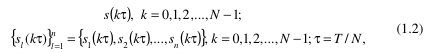 s(kτ), k = 0,1,2,...,N−1;
{s_l(kτ)}_{l=1}^{n} = {s_1(kτ), s_2(kτ),...,s_n(kτ)}; k = 0,1,2,...,N−1; τ = T/N, (1.2)